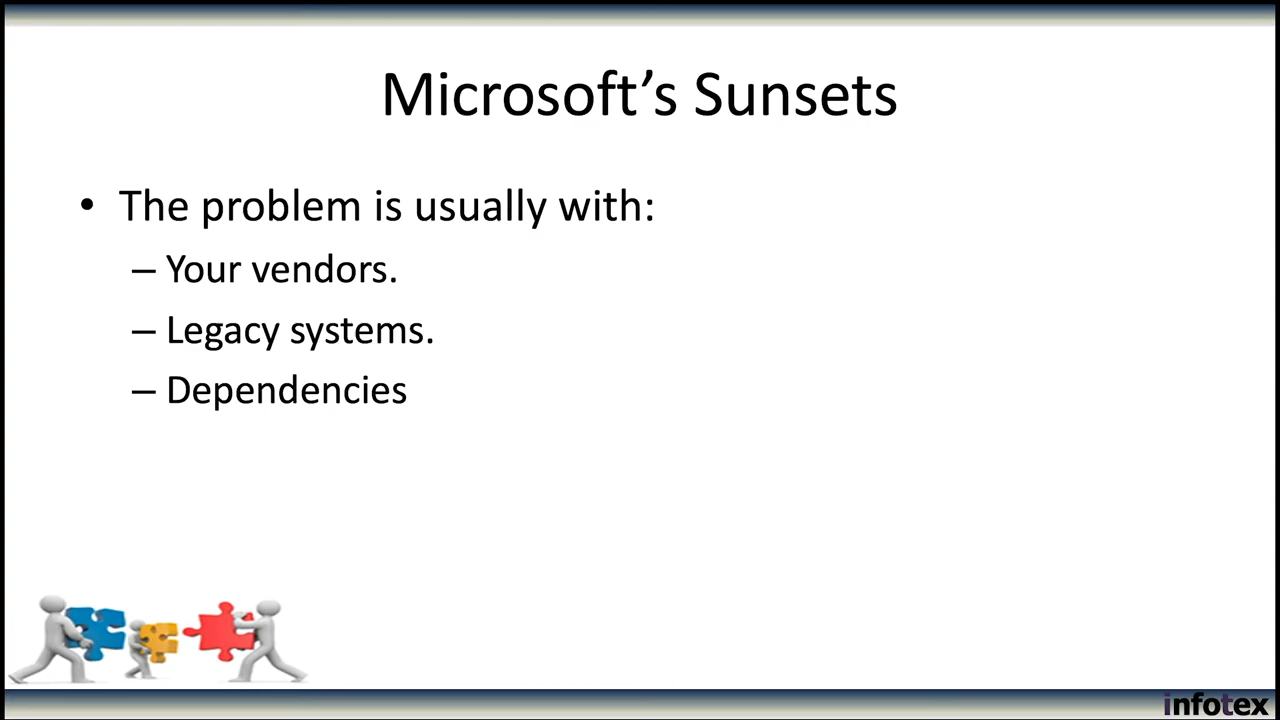 Microsoft’s Sunsets
• The problem is usually with:
– Your vendors.
– Legacy systems.
– Dependencies
infotex